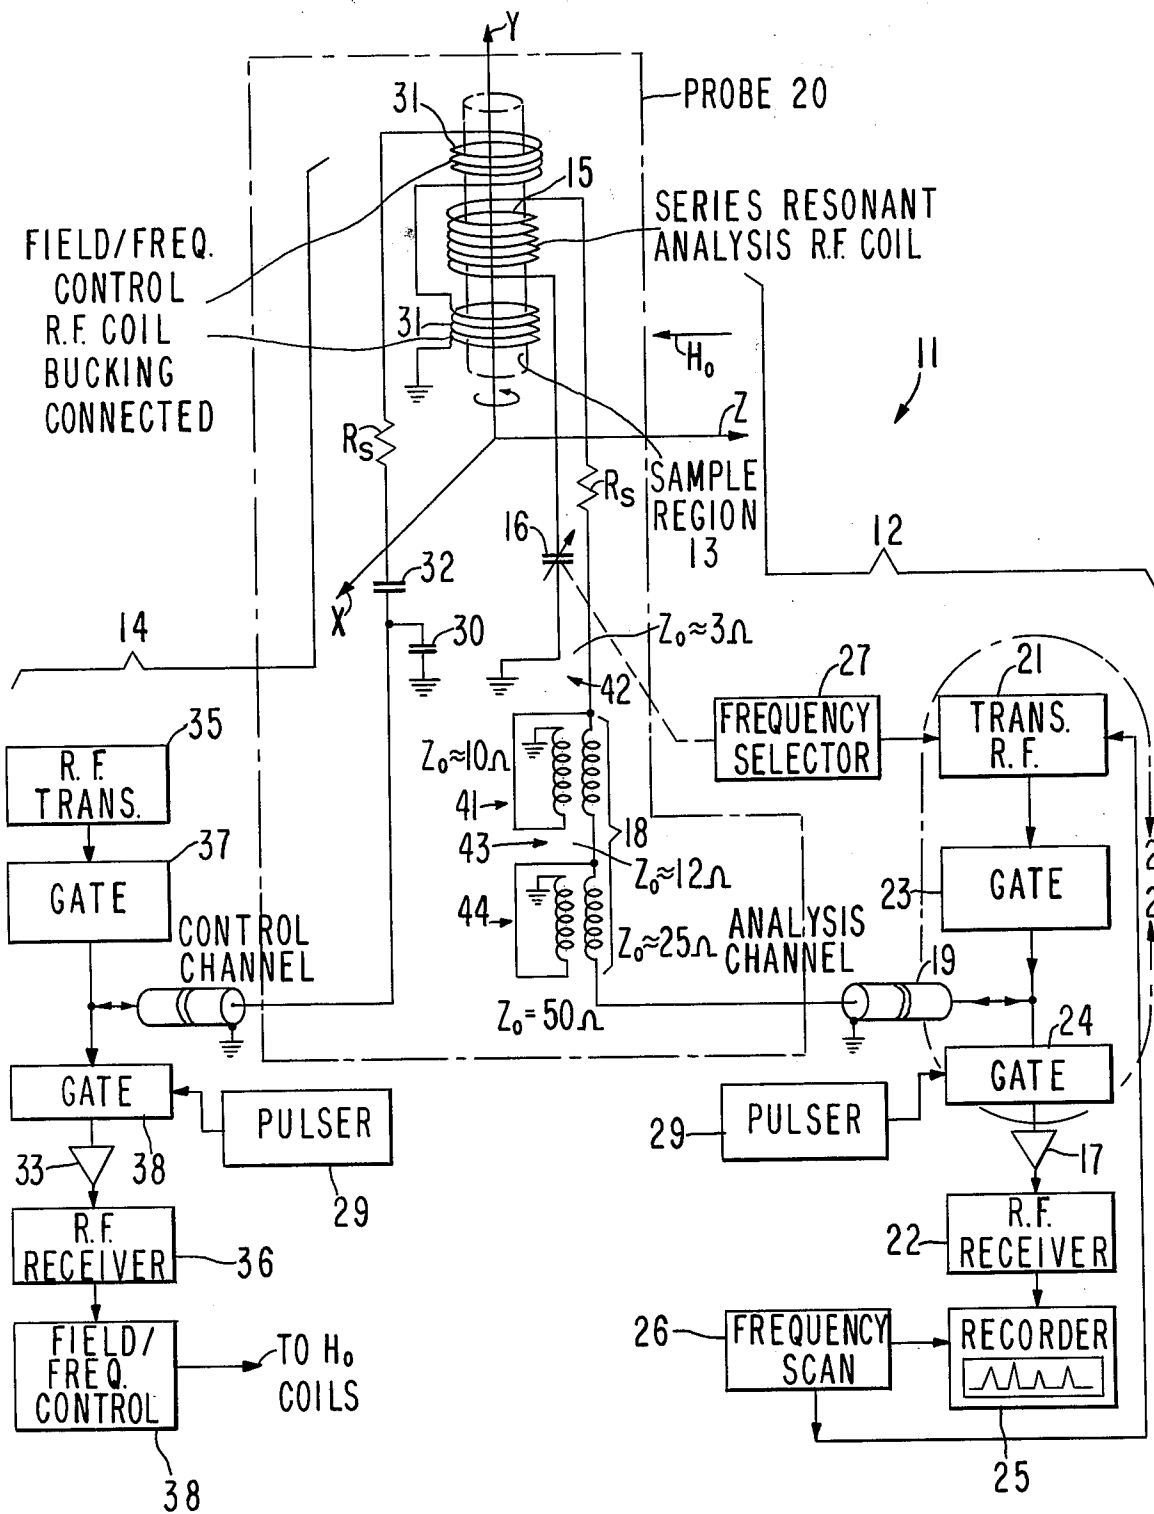 Y
PROBE 20
31
15
SERIES RESONANT
ANALYSIS R.F. COIL
FIELD/FREQ.
CONTROL
R.F. COIL
BUCKING
CONNECTED
31
H₀
11
Z
R_S
R_S
SAMPLE
REGION
13
16
12
32
X
14
30
Z₀≈3Ω
42
27
21
FREQUENCY
SELECTOR
TRANS.
R.F.
35
R.F.
TRANS.
Z₀≈10Ω
41
18
43
Z₀≈12Ω
37
GATE
23
GATE
44
Z₀≈25Ω
CONTROL
CHANNEL
ANALYSIS
CHANNEL
19
Z₀=50Ω
24
GATE
GATE
PULSER
29
PULSER
29
33
38
17
R.F.
RECEIVER
36
22
R.F.
RECEIVER
FIELD/
FREQ.
CONTROL
TO H₀
COILS
26
FREQUENCY
SCAN
RECORDER
38
25